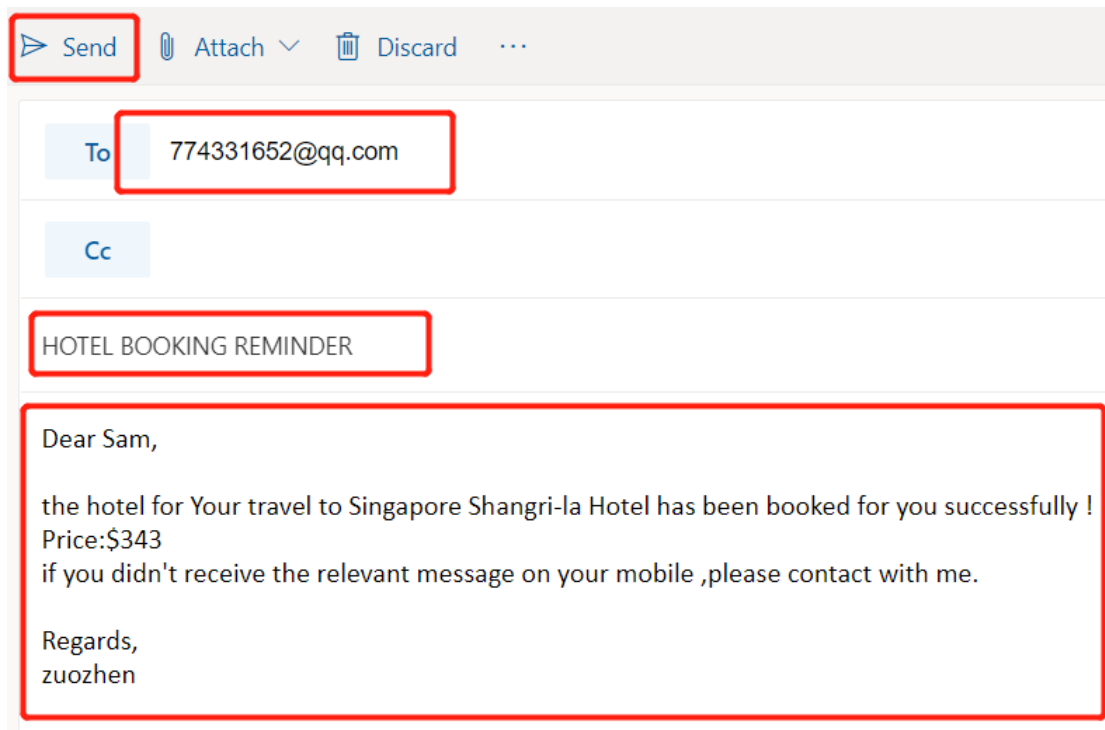 Send Attach Discard ...
To 774331652@qq.com
Cc
HOTEL BOOKING REMINDER
Dear Sam,
the hotel for Your travel to Singapore Shangri-la Hotel has been booked for you successfully !
Price:$343
if you didn't receive the relevant message on your mobile ,please contact with me.
Regards,
zuozhen